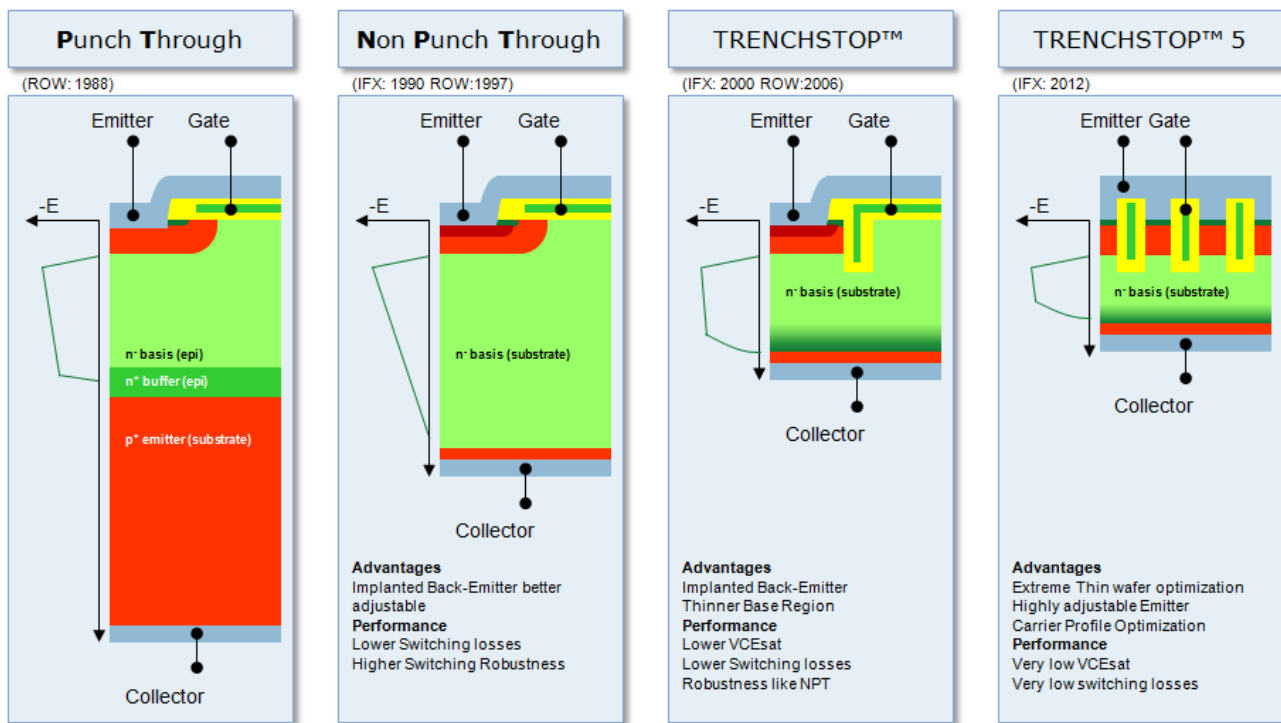 Punch Through
(ROW: 1988)
Emitter Gate
-E
n- basis (epi)
n+ buffer (epi)
p+ emitter (substrate)
Collector
Non Punch Through
(IFX: 1990 ROW:1997)
Emitter Gate
-E
n- basis (substrate)
Collector
Advantages
Implanted Back-Emitter better
adjustable
Performance
Lower Switching losses
Higher Switching Robustness
TRENCHSTOP™
(IFX: 2000 ROW:2006)
Emitter Gate
-E
n- basis (substrate)
Collector
Advantages
Implanted Back-Emitter
Thinner Base Region
Performance
Lower VCEsat
Lower Switching losses
Robustness like NPT
TRENCHSTOP™ 5
(IFX: 2012)
Emitter Gate
-E
n- basis (substrate)
Collector
Advantages
Extreme Thin wafer optimization
Highly adjustable Emitter
Carrier Profile Optimization
Performance
Very low VCEsat
Very low switching losses